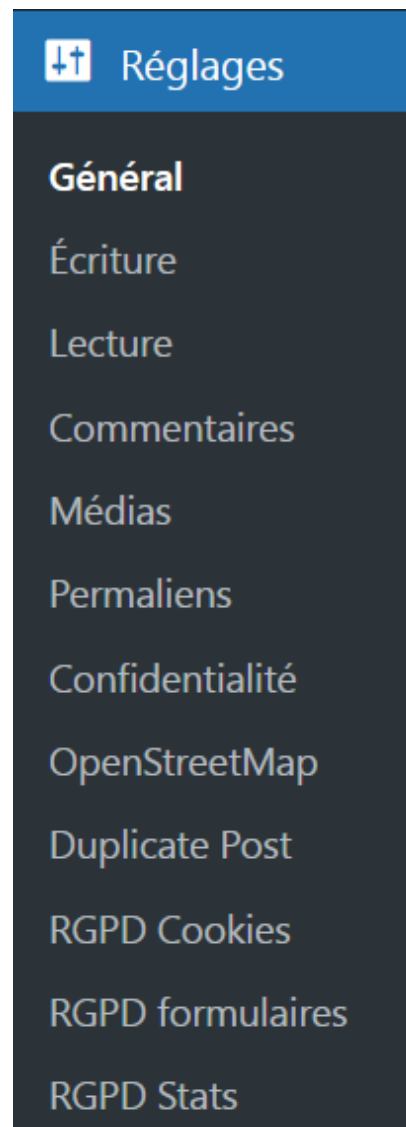 Réglages
Général
Écriture
Lecture
Commentaires
Médias
Permaliens
Confidentialité
OpenStreetMap
Duplicate Post
RGPD Cookies
RGPD formulaires
RGPD Stats